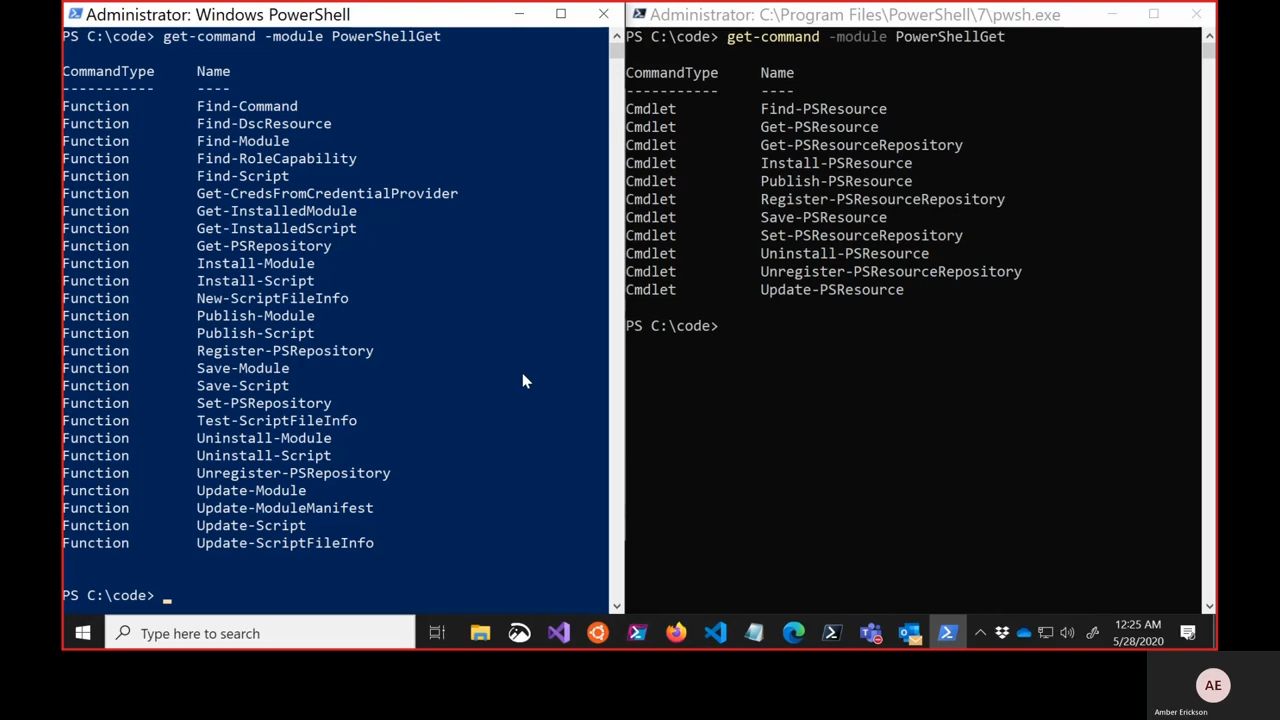 Administrator: Windows PowerShell
PS C:\code> get-command -module PowerShellGet
CommandType Name
----------- ----
Function Find-Command
Function Find-DscResource
Function Find-Module
Function Find-RoleCapability
Function Find-Script
Function Get-CredsFromCredentialProvider
Function Get-InstalledModule
Function Get-InstalledScript
Function Get-PSRepository
Function Install-Module
Function Install-Script
Function New-ScriptFileInfo
Function Publish-Module
Function Publish-Script
Function Register-PSRepository
Function Save-Module
Function Save-Script
Function Set-PSRepository
Function Test-ScriptFileInfo
Function Uninstall-Module
Function Uninstall-Script
Function Unregister-PSRepository
Function Update-Module
Function Update-ModuleManifest
Function Update-Script
Function Update-ScriptFileInfo
PS C:\code> _
Administrator: C:\Program Files\PowerShell\7\pwsh.exe
PS C:\code> get-command -module PowerShellGet
CommandType Name
----------- ----
Cmdlet Find-PSResource
Cmdlet Get-PSResource
Cmdlet Get-PSResourceRepository
Cmdlet Install-PSResource
Cmdlet Publish-PSResource
Cmdlet Register-PSResourceRepository
Cmdlet Save-PSResource
Cmdlet Set-PSResourceRepository
Cmdlet Uninstall-PSResource
Cmdlet Unregister-PSResourceRepository
Cmdlet Update-PSResource
PS C:\code>
Type here to search
12:25 AM
5/28/2020
AE
Amber Erickson